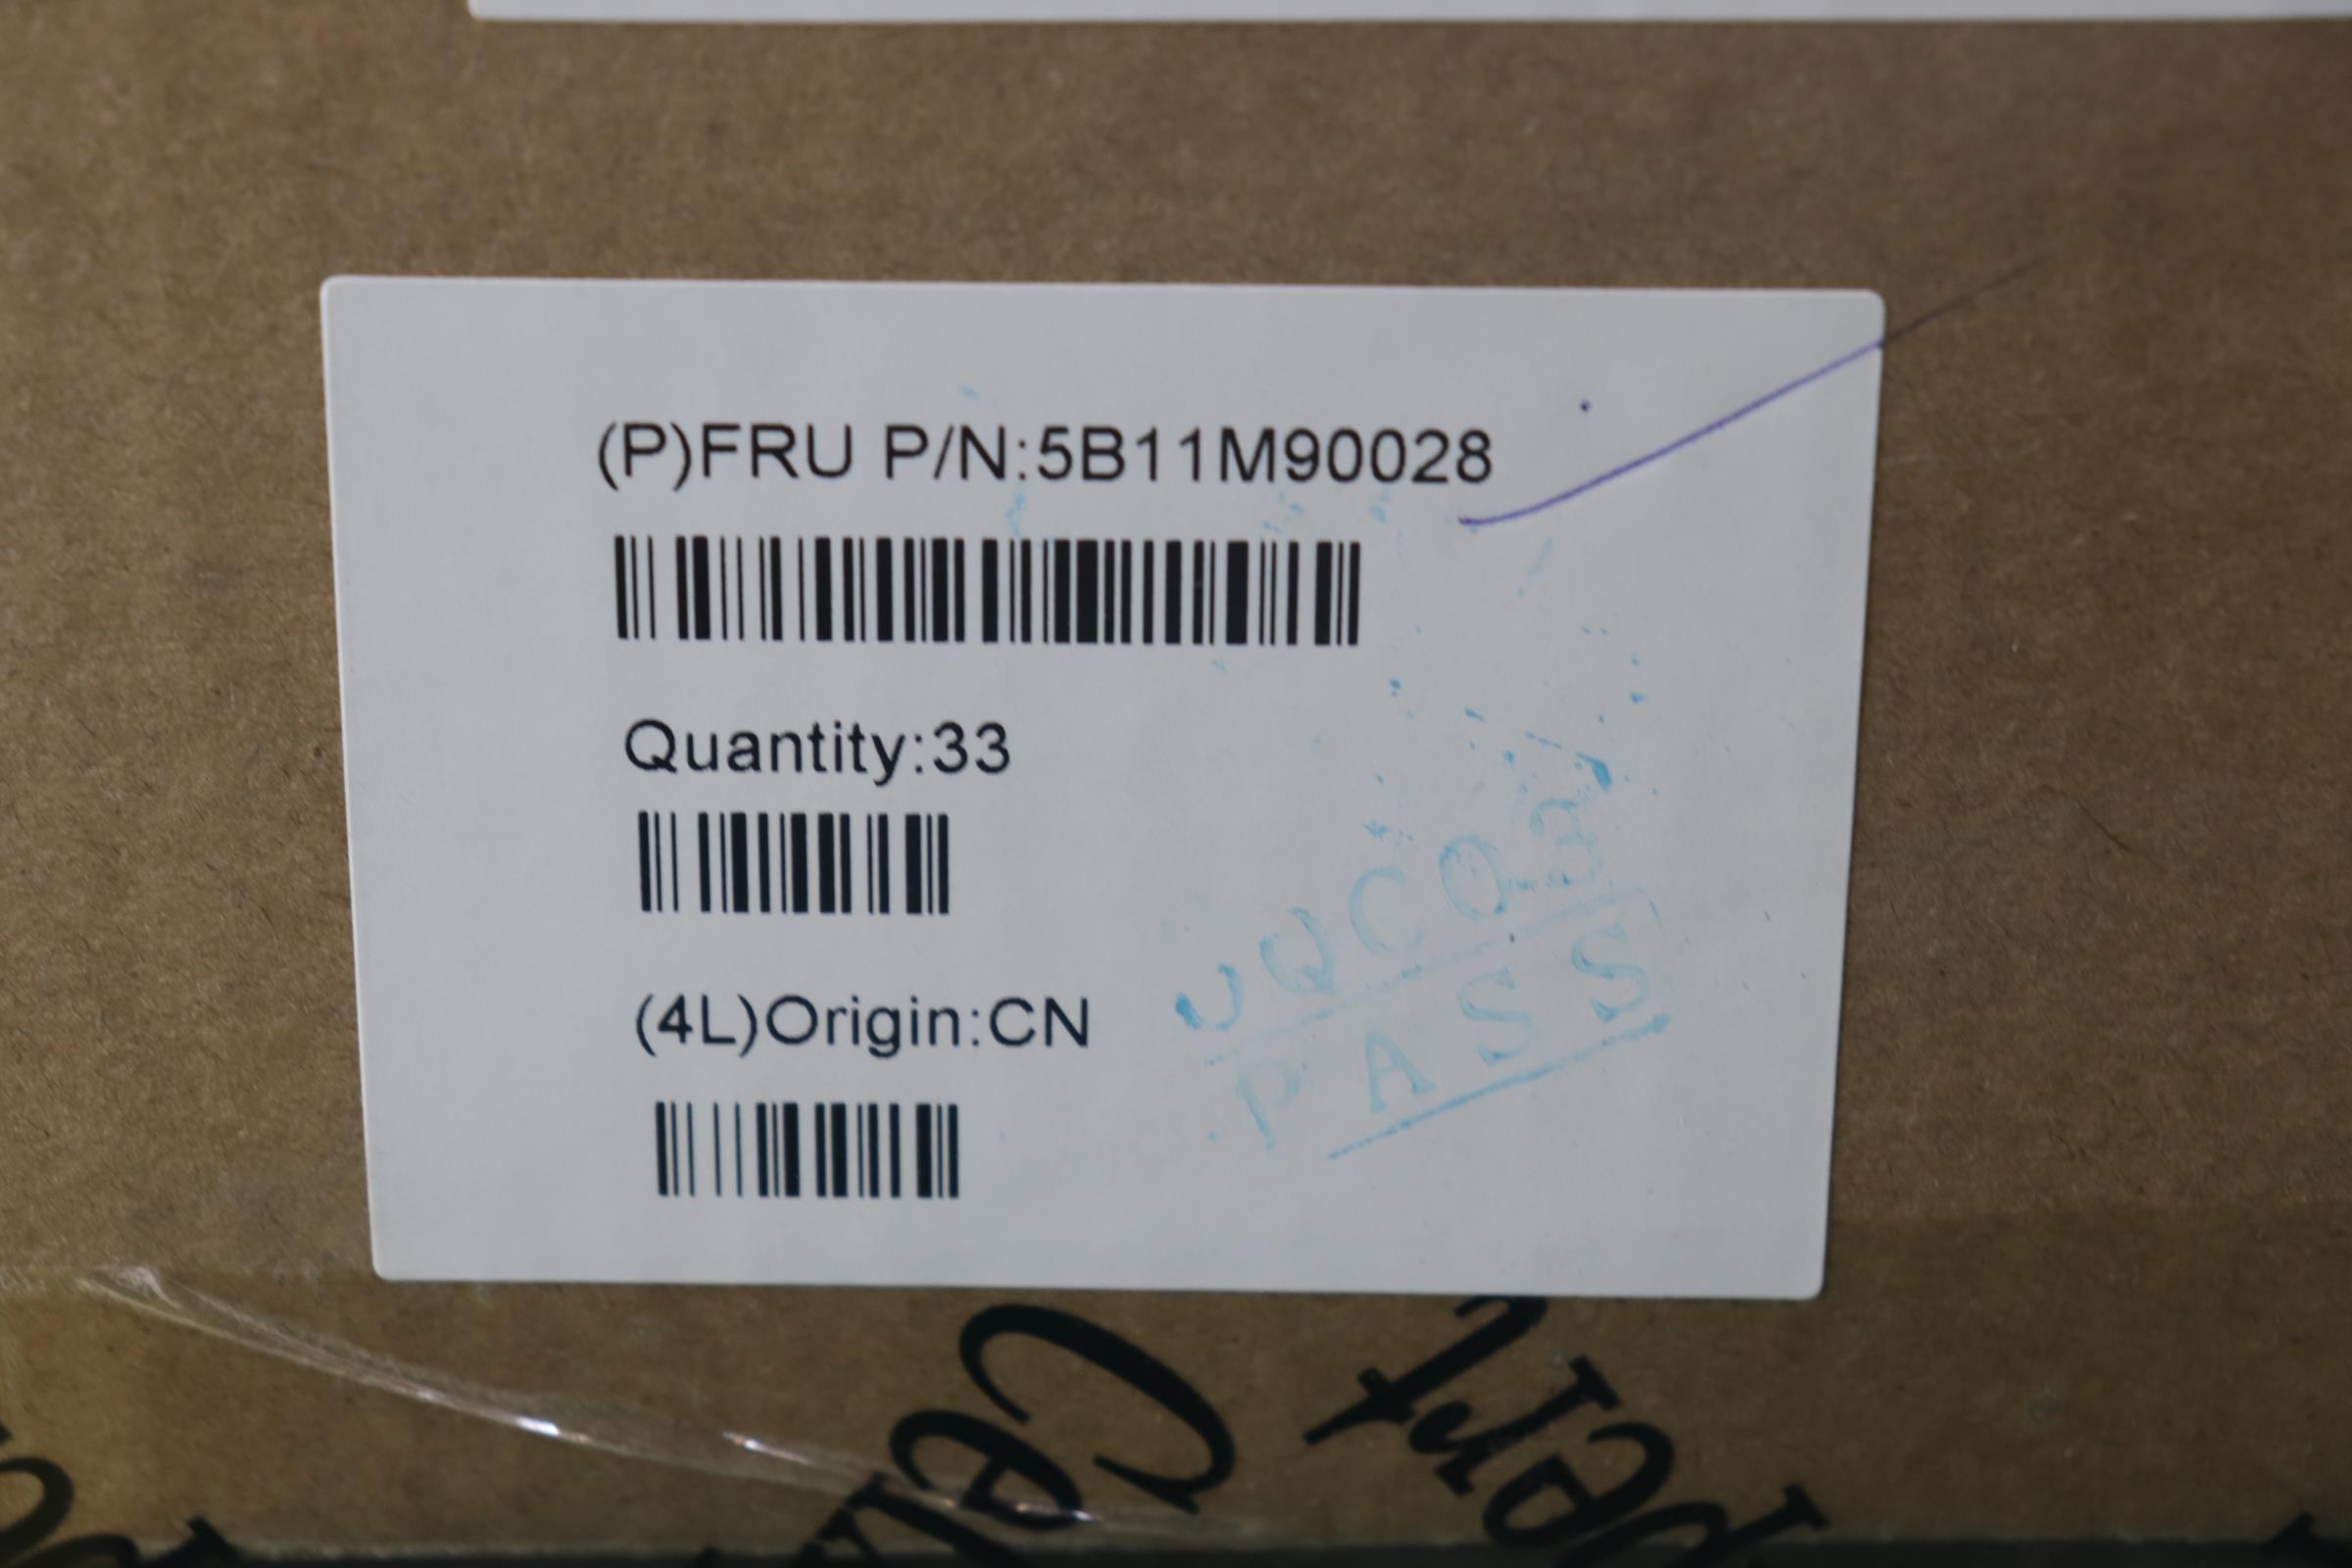 (P)FRU P/N:5B11M90028
Quantity:33
(4L)Origin:CN
PASS